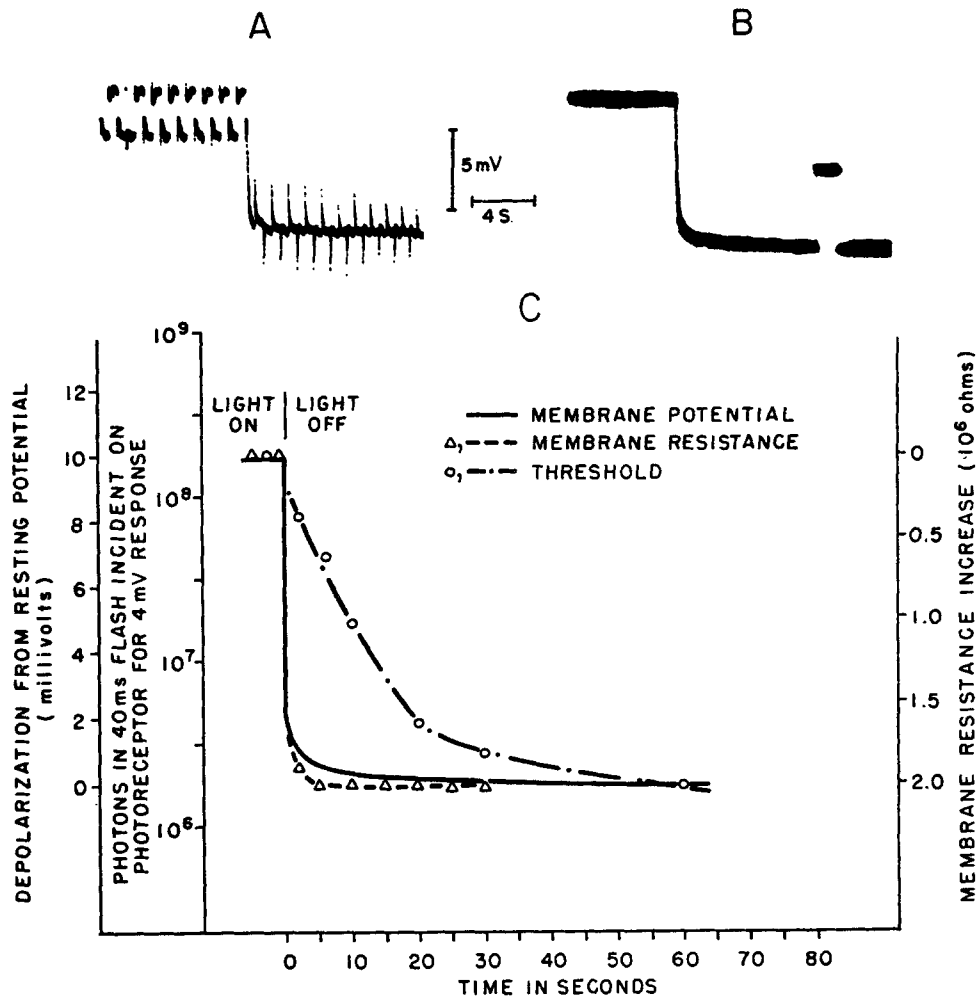 A
B
5mV
4 S.
C
10⁹
12
10
8
6
4
2
0
DEPOLARIZATION FROM RESTING POTENTIAL
(millivolts)
PHOTONS IN 40ms FLASH INCIDENT ON
PHOTORECEPTOR FOR 4mV RESPONSE
10⁸
10⁷
10⁶
LIGHT ON
LIGHT OFF
MEMBRANE POTENTIAL
△, MEMBRANE RESISTANCE
○, THRESHOLD
0
0.5
1.0
1.5
2.0
MEMBRANE RESISTANCE INCREASE (·10⁶ ohms)
0 10 20 30 40 50 60 70 80
TIME IN SECONDS